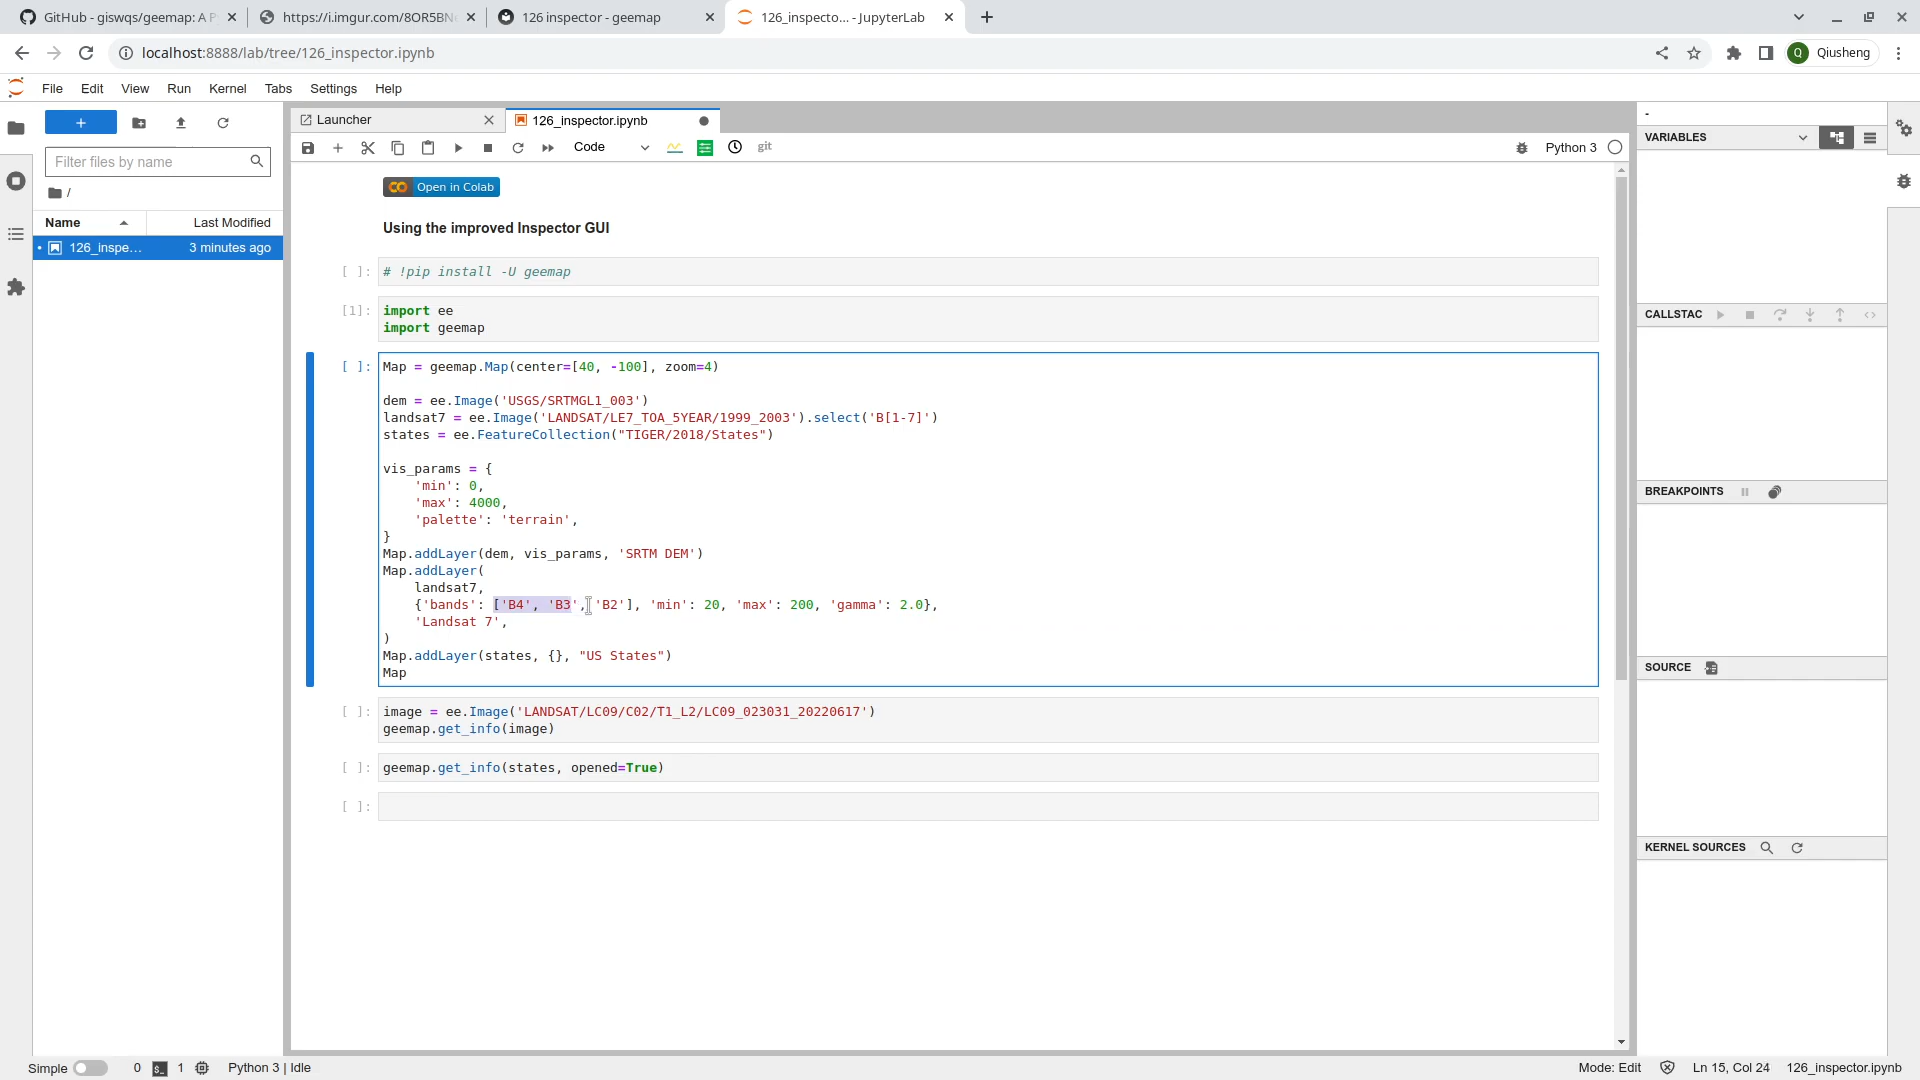 GitHub - giswqs/geemap: A P
https://i.imgur.com/8OR5BN
126 inspector - geemap
126_inspecto... - JupyterLab
localhost:8888/lab/tree/126_inspector.ipynb
Q Qiusheng
File Edit View Run Kernel Tabs Settings Help
+
Filter files by name
/
Name Last Modified
126_inspe... 3 minutes ago
Launcher
126_inspector.ipynb
Code
git
Python 3
Open in Colab
Using the improved Inspector GUI
[ ]: # !pip install -U geemap
[1]: import ee
import geemap
[ ]: Map = geemap.Map(center=[40, -100], zoom=4)
dem = ee.Image('USGS/SRTMGL1_003')
landsat7 = ee.Image('LANDSAT/LE7_TOA_5YEAR/1999_2003').select('B[1-7]')
states = ee.FeatureCollection("TIGER/2018/States")
vis_params = {
'min': 0,
'max': 4000,
'palette': 'terrain',
}
Map.addLayer(dem, vis_params, 'SRTM DEM')
Map.addLayer(
landsat7,
{'bands': ['B4', 'B3', 'B2'], 'min': 20, 'max': 200, 'gamma': 2.0},
'Landsat 7',
)
Map.addLayer(states, {}, "US States")
Map
[ ]: image = ee.Image('LANDSAT/LC09/C02/T1_L2/LC09_023031_20220617')
geemap.get_info(image)
[ ]: geemap.get_info(states, opened=True)
[ ]:
-
VARIABLES
CALLSTAC
BREAKPOINTS
SOURCE
KERNEL SOURCES
Simple 0 1 Python 3 | Idle
Mode: Edit Ln 15, Col 24 126_inspector.ipynb